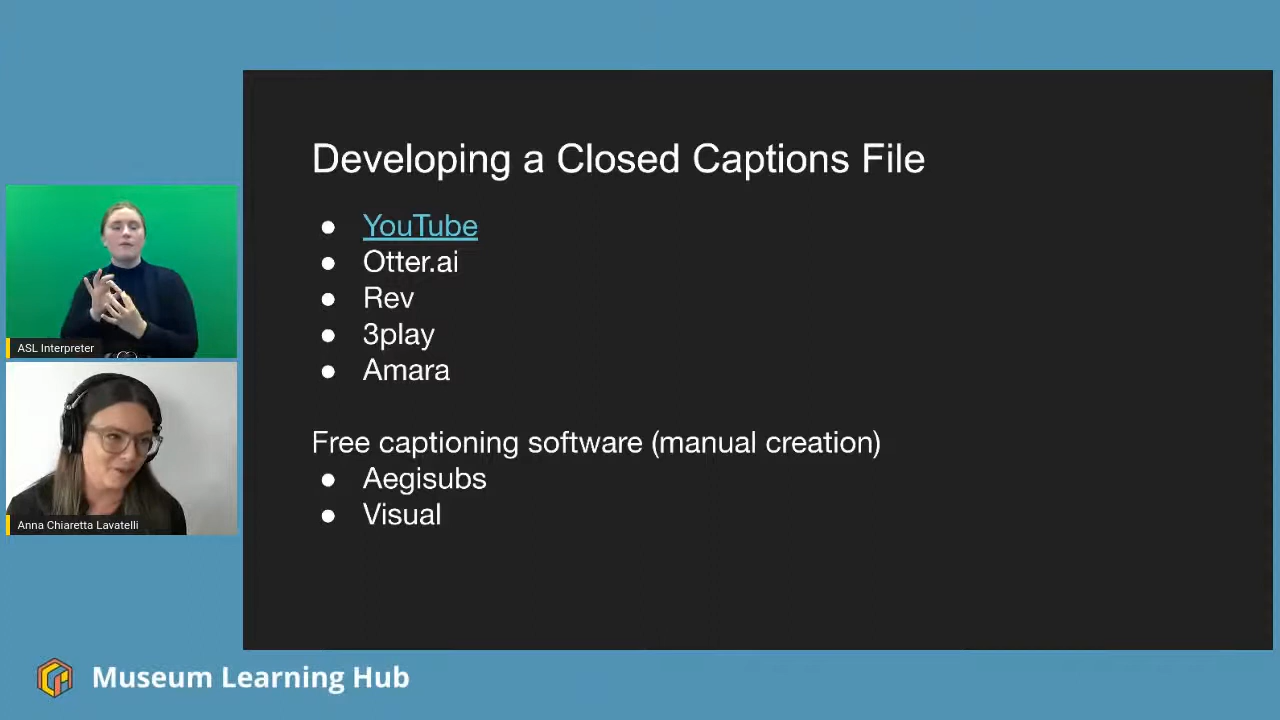 Developing a Closed Captions File
● YouTube
● Otter.ai
● Rev
● 3play
● Amara
Free captioning software (manual creation)
● Aegisubs
● Visual
ASL Interpreter
Anna Chiaretta Lavatelli
Museum Learning Hub